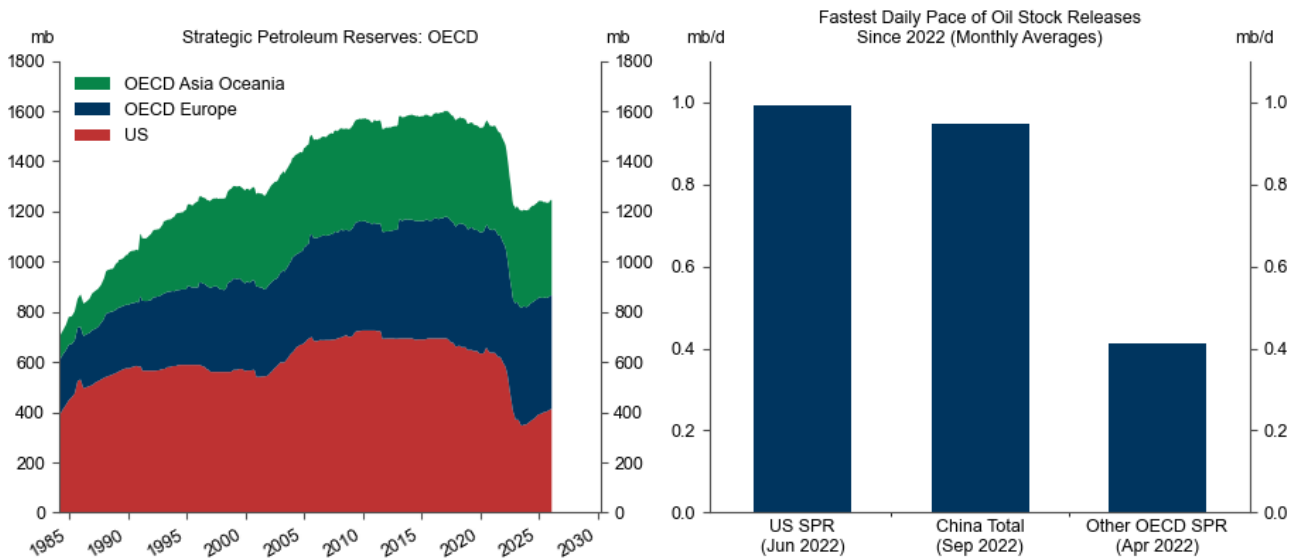 Strategic Petroleum Reserves: OECD
mb
mb
1800
1600
1400
1200
1000
800
600
400
200
0
1800
1600
1400
1200
1000
800
600
400
200
0
OECD Asia Oceania
OECD Europe
US
1985
1990
1995
2000
2005
2010
2015
2020
2025
2030
Fastest Daily Pace of Oil Stock Releases
Since 2022 (Monthly Averages)
mb/d
mb/d
1.0
0.8
0.6
0.4
0.2
0.0
1.0
0.8
0.6
0.4
0.2
0.0
US SPR
(Jun 2022)
China Total
(Sep 2022)
Other OECD SPR
(Apr 2022)